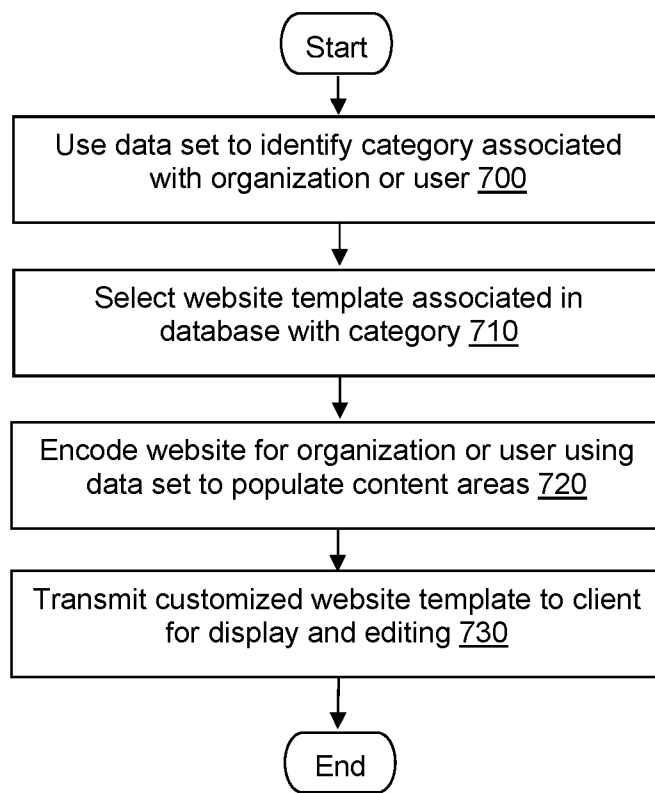 Start
Use data set to identify category associated
with organization or user 700
Select website template associated in
database with category 710
Encode website for organization or user using
data set to populate content areas 720
Transmit customized website template to client
for display and editing 730
End